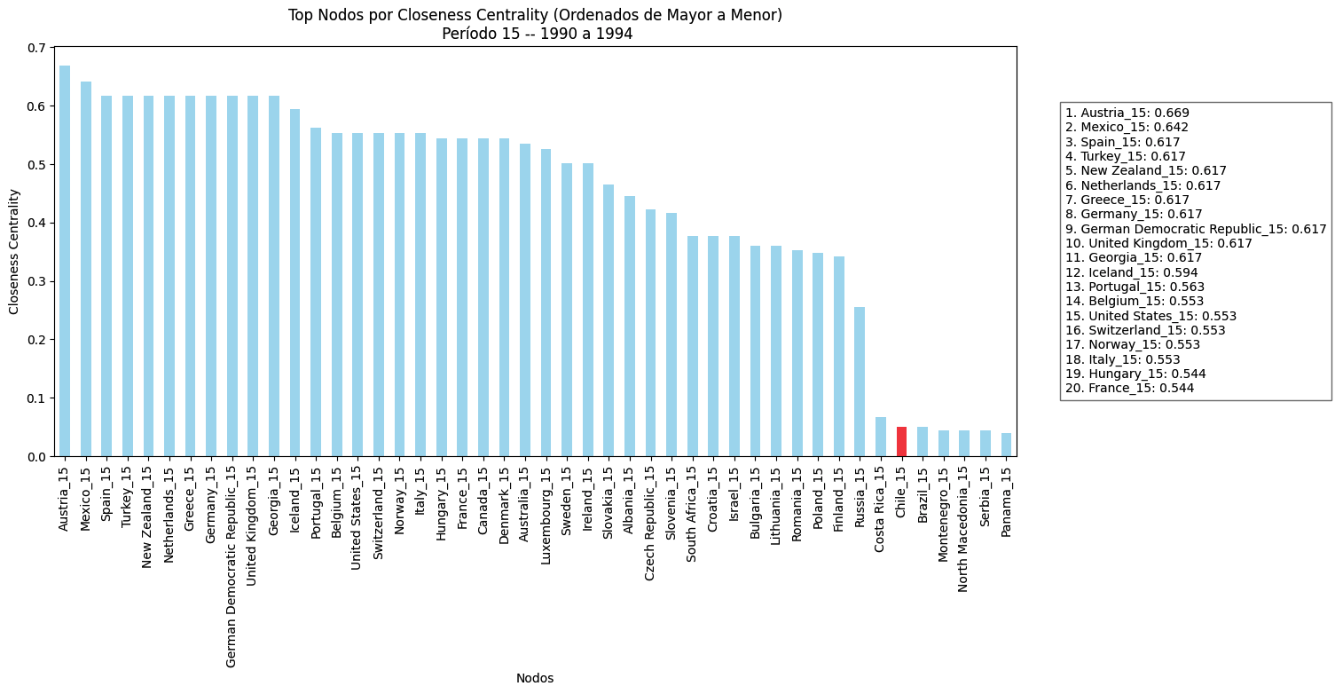 Top Nodos por Closeness Centrality (Ordenados de Mayor a Menor)
Período 15 -- 1990 a 1994
Closeness Centrality
0.7
0.6
0.5
0.4
0.3
0.2
0.1
0.0
Austria_15
Mexico_15
Spain_15
Turkey_15
New Zealand_15
Netherlands_15
Greece_15
Germany_15
German Democratic Republic_15
United Kingdom_15
Georgia_15
Iceland_15
Portugal_15
Belgium_15
United States_15
Switzerland_15
Norway_15
Italy_15
Hungary_15
France_15
Canada_15
Denmark_15
Australia_15
Luxembourg_15
Sweden_15
Ireland_15
Slovakia_15
Albania_15
Czech Republic_15
Slovenia_15
South Africa_15
Croatia_15
Israel_15
Bulgaria_15
Lithuania_15
Romania_15
Poland_15
Finland_15
Russia_15
Costa Rica_15
Chile_15
Brazil_15
Montenegro_15
North Macedonia_15
Serbia_15
Panama_15
Nodos
1. Austria_15: 0.669
2. Mexico_15: 0.642
3. Spain_15: 0.617
4. Turkey_15: 0.617
5. New Zealand_15: 0.617
6. Netherlands_15: 0.617
7. Greece_15: 0.617
8. Germany_15: 0.617
9. German Democratic Republic_15: 0.617
10. United Kingdom_15: 0.617
11. Georgia_15: 0.617
12. Iceland_15: 0.594
13. Portugal_15: 0.563
14. Belgium_15: 0.553
15. United States_15: 0.553
16. Switzerland_15: 0.553
17. Norway_15: 0.553
18. Italy_15: 0.553
19. Hungary_15: 0.544
20. France_15: 0.544